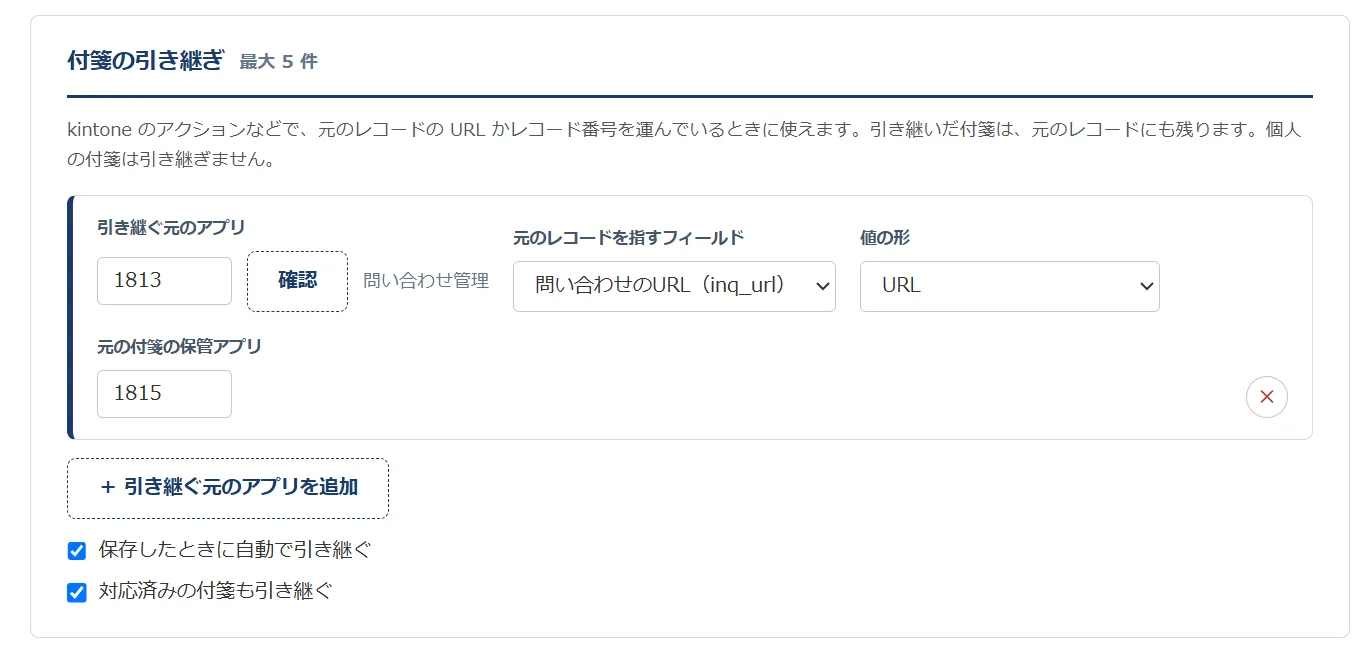 付箋の引き継ぎ 最大 5 件
kintone のアクションなどで、元のレコードの URL かレコード番号を運んでいるときに使えます。引き継いだ付箋は、元のレコードにも残ります。個人
の付箋は引き継ぎません。
引き継ぐ元のアプリ
1813
確認
問い合わせ管理
元のレコードを指すフィールド
問い合わせのURL（inq_url）
値の形
URL
元の付箋の保管アプリ
1815
×
+ 引き継ぐ元のアプリを追加
保存したときに自動で引き継ぐ
対応済みの付箋も引き継ぐ